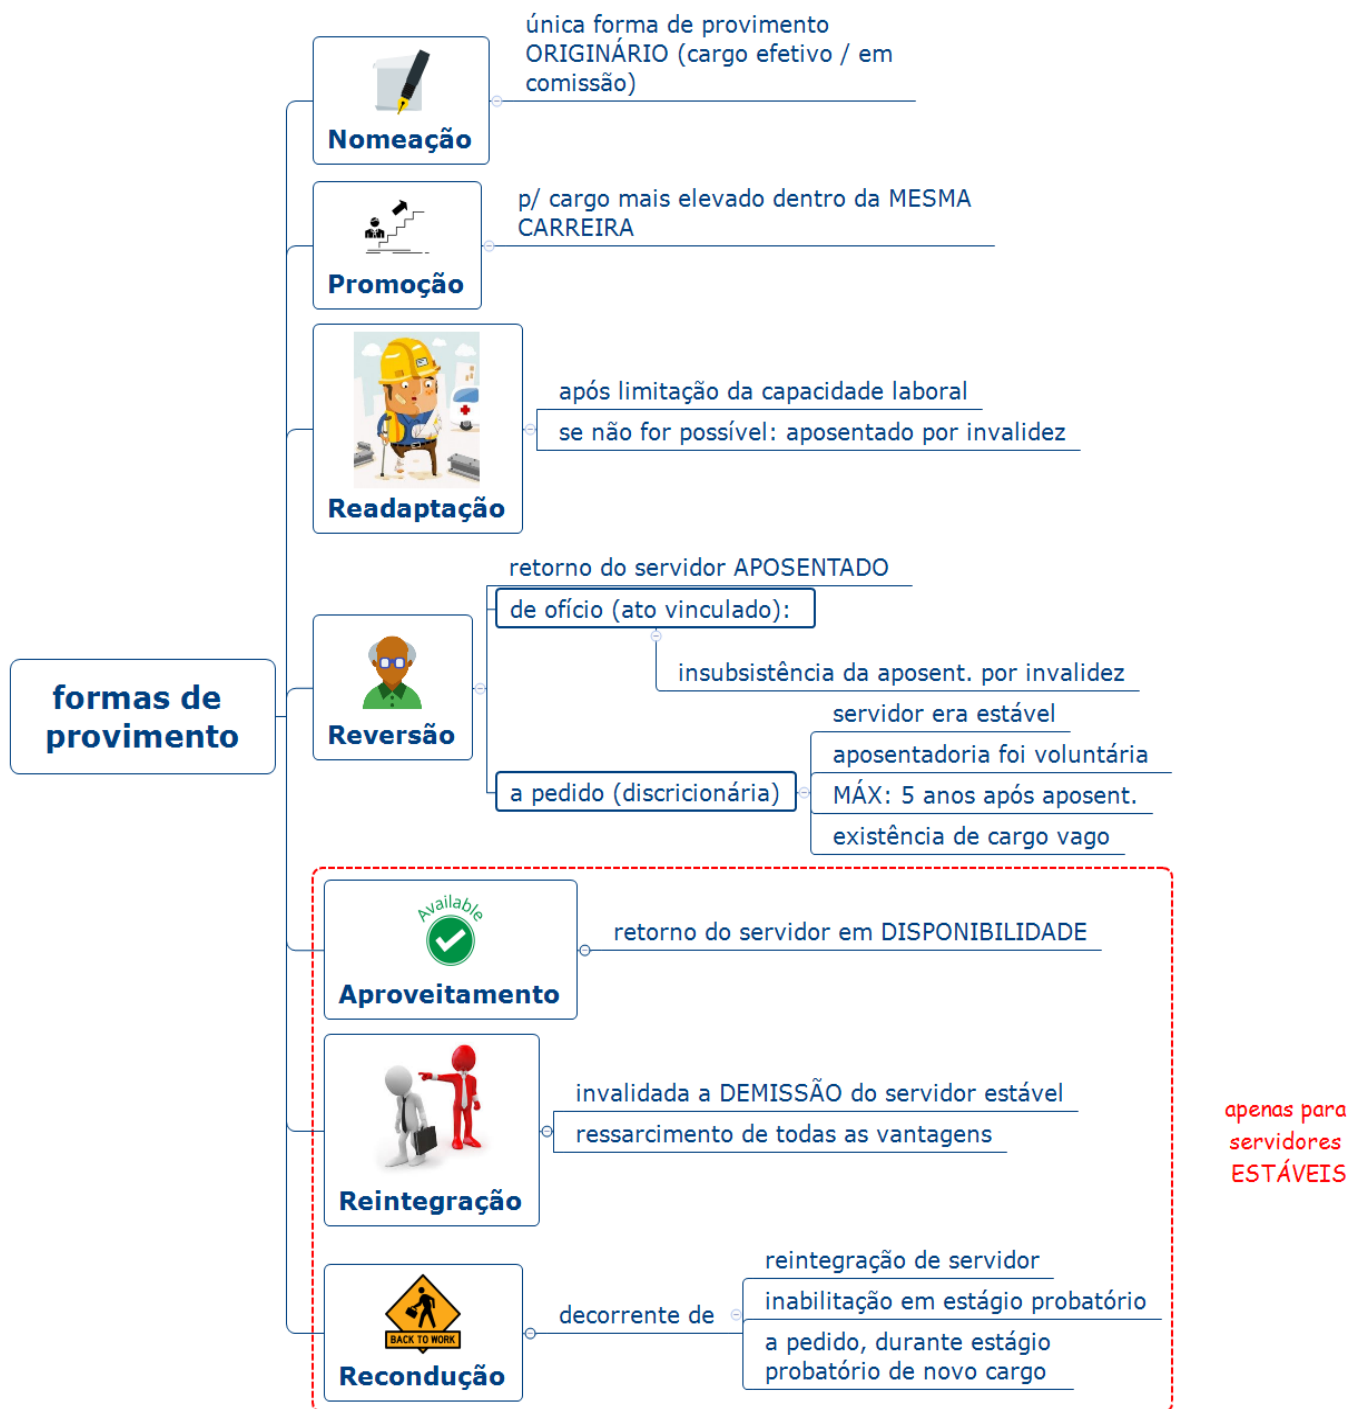 única forma de provimento
ORIGINÁRIO (cargo efetivo / em
comissão)
Nomeação
p/ cargo mais elevado dentro da MESMA
CARREIRA
Promoção
após limitação da capacidade laboral
se não for possível: aposentado por invalidez
Readaptação
retorno do servidor APOSENTADO
de ofício (ato vinculado):
insubsistência da aposent. por invalidez
formas de
provimento
Reversão
servidor era estável
aposentadoria foi voluntária
a pedido (discricionária)
MÁX: 5 anos após aposent.
existência de cargo vago
Available
retorno do servidor em DISPONIBILIDADE
Aproveitamento
invalidada a DEMISSÃO do servidor estável
ressarcimento de todas as vantagens
Reintegração
apenas para
servidores
ESTÁVEIS
reintegração de servidor
decorrente de
inabilitação em estágio probatório
a pedido, durante estágio
probatório de novo cargo
BACK TO WORK
Recondução